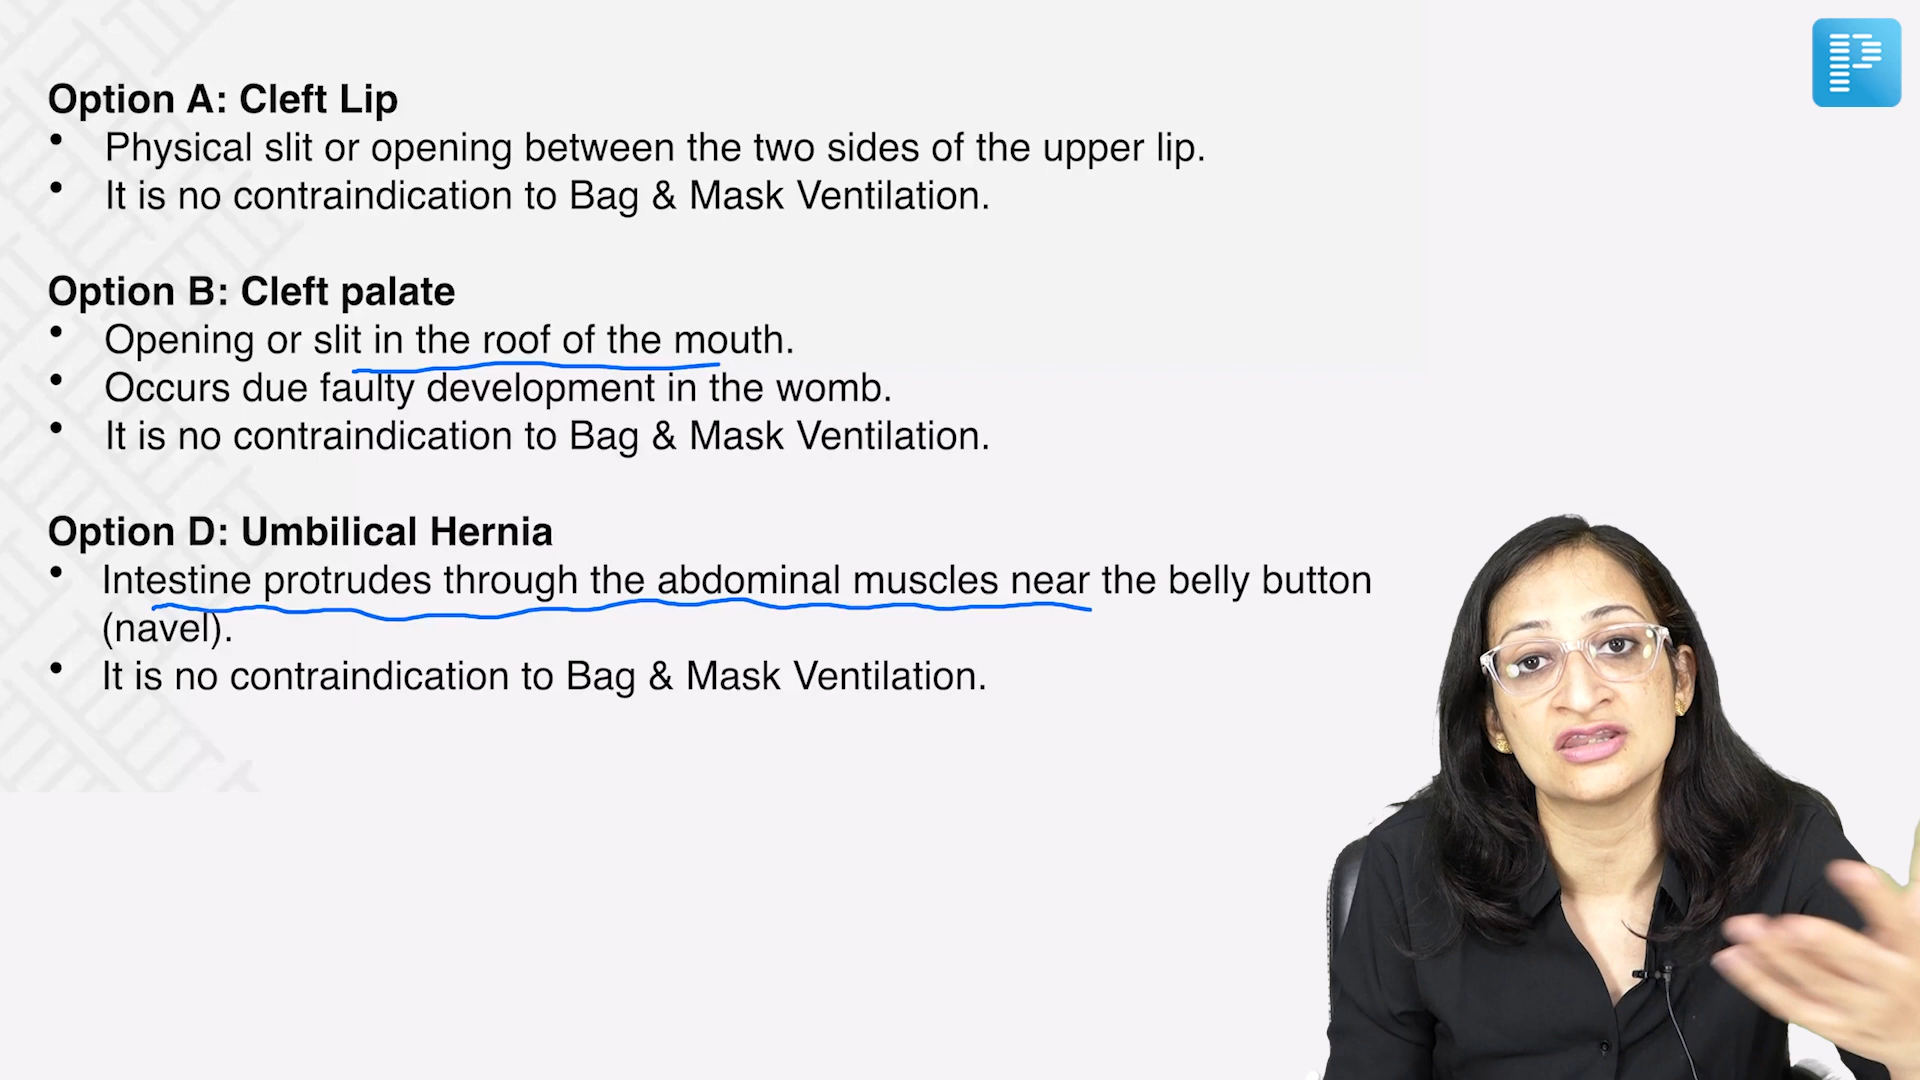 Option A: Cleft Lip
• Physical slit or opening between the two sides of the upper lip.
• It is no contraindication to Bag & Mask Ventilation.
Option B: Cleft palate
• Opening or slit in the roof of the mouth.
• Occurs due faulty development in the womb.
• It is no contraindication to Bag & Mask Ventilation.
Option D: Umbilical Hernia
• Intestine protrudes through the abdominal muscles near the belly button
(navel).
• It is no contraindication to Bag & Mask Ventilation.